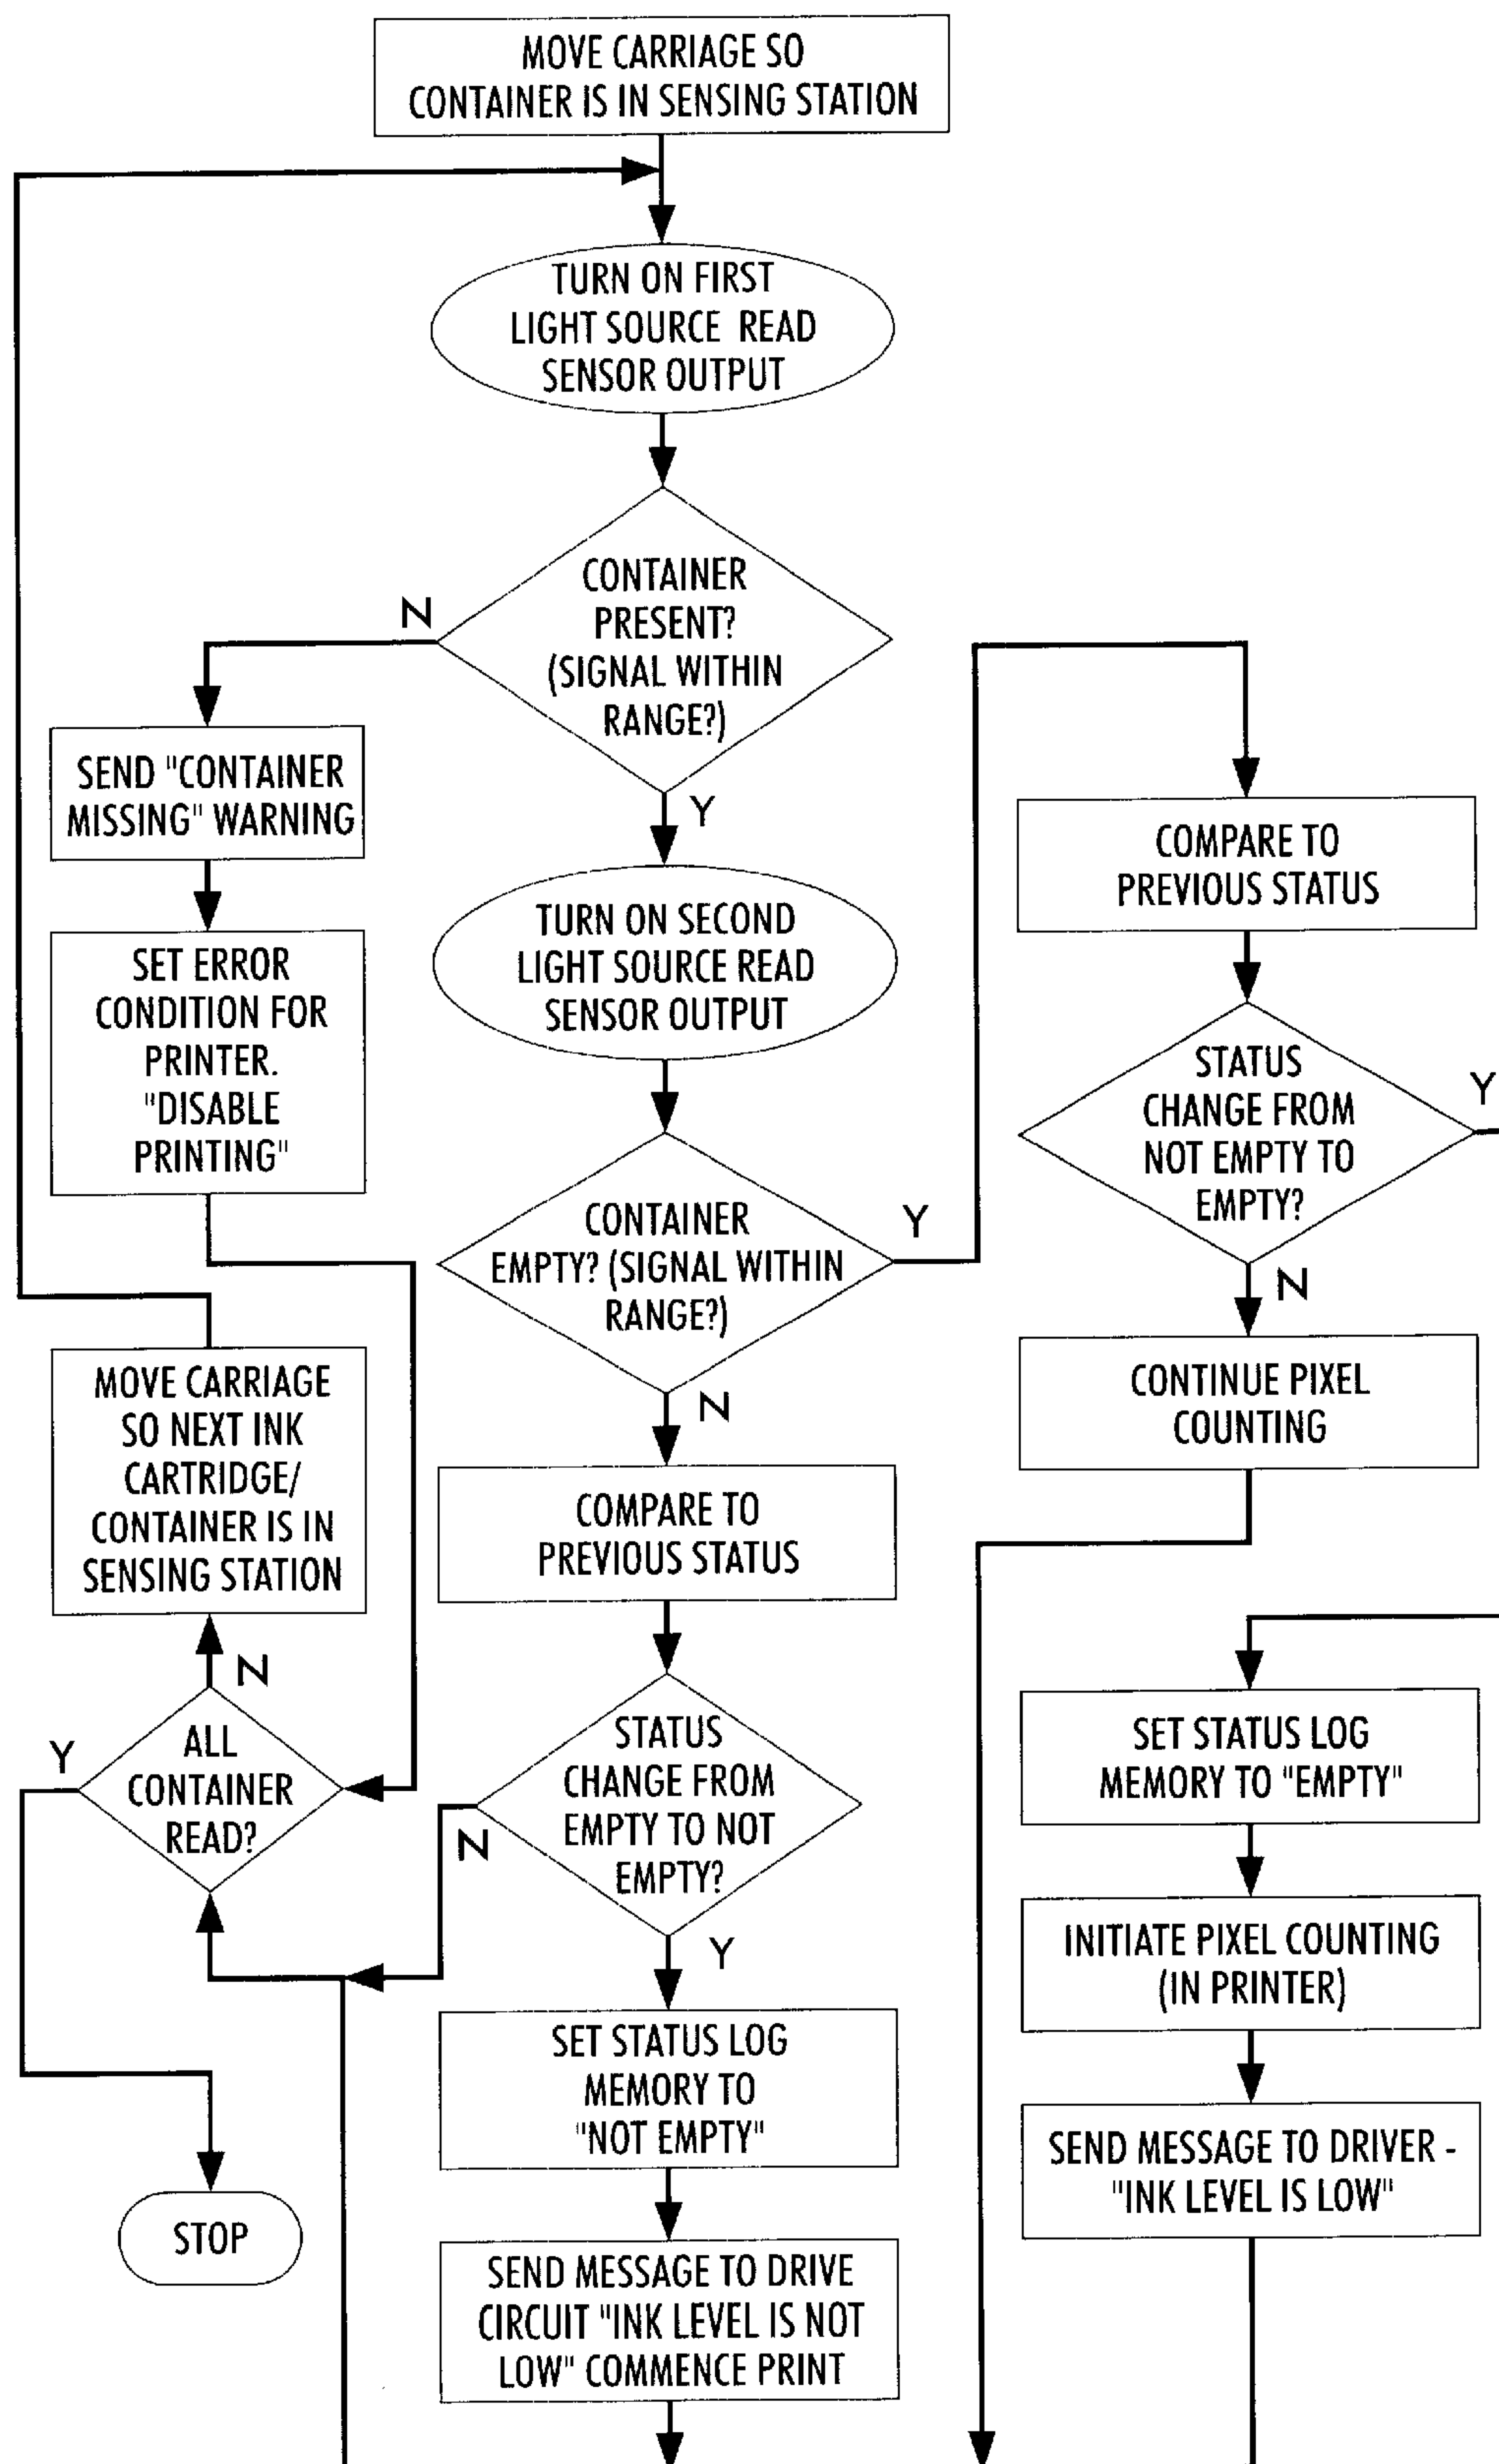 MOVE CARRIAGE SO
CONTAINER IS IN SENSING STATION
TURN ON FIRST
LIGHT SOURCE READ
SENSOR OUTPUT
CONTAINER
PRESENT?
(SIGNAL WITHIN
RANGE?)
N
Y
SEND "CONTAINER
MISSING" WARNING
SET ERROR
CONDITION FOR
PRINTER.
"DISABLE
PRINTING"
TURN ON SECOND
LIGHT SOURCE READ
SENSOR OUTPUT
CONTAINER
EMPTY? (SIGNAL WITHIN
RANGE?)
Y
N
COMPARE TO
PREVIOUS STATUS
STATUS
CHANGE FROM
NOT EMPTY TO
EMPTY?
Y
N
CONTINUE PIXEL
COUNTING
MOVE CARRIAGE
SO NEXT INK
CARTRIDGE/
CONTAINER IS IN
SENSING STATION
N
ALL
CONTAINER
READ?
Y
STOP
COMPARE TO
PREVIOUS STATUS
STATUS
CHANGE FROM
EMPTY TO NOT
EMPTY?
N
Y
SET STATUS LOG
MEMORY TO
"NOT EMPTY"
SEND MESSAGE TO DRIVE
CIRCUIT "INK LEVEL IS NOT
LOW" COMMENCE PRINT
SET STATUS LOG
MEMORY TO "EMPTY"
INITIATE PIXEL COUNTING
(IN PRINTER)
SEND MESSAGE TO DRIVER -
"INK LEVEL IS LOW"